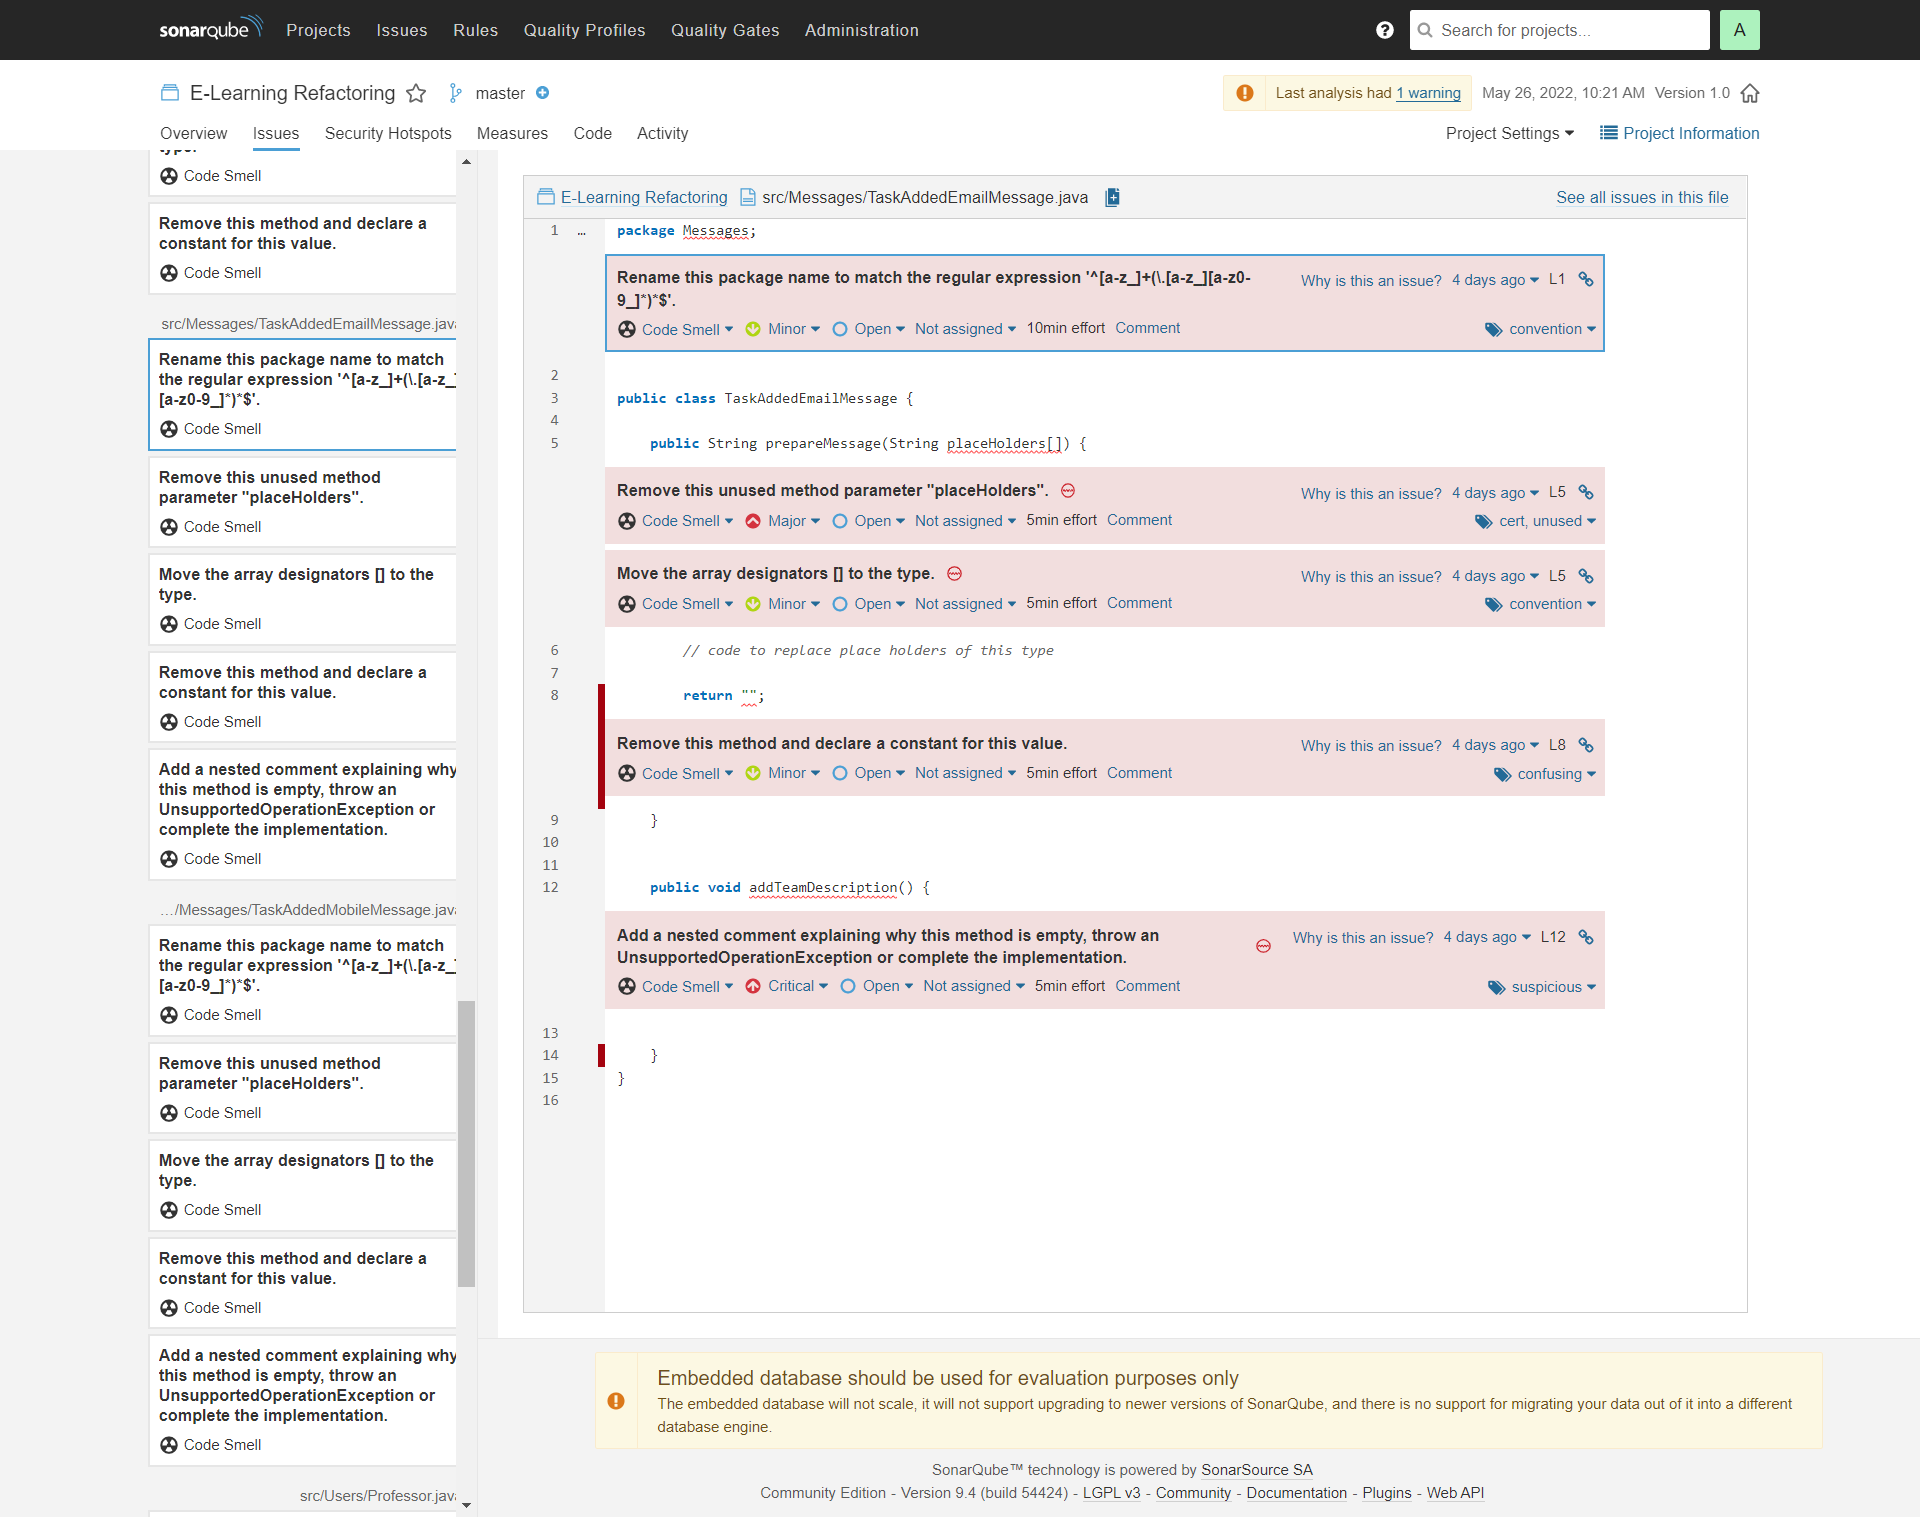 sonarqube Projects Issues Rules Quality Profiles Quality Gates Administration ? Search for projects... A
E-Learning Refactoring master Last analysis had 1 warning May 26, 2022, 10:21 AM Version 1.0
Overview Issues Security Hotspots Measures Code Activity Project Settings Project Information
type.
Code Smell
Remove this method and declare a
constant for this value.
Code Smell
src/Messages/TaskAddedEmailMessage.java
Rename this package name to match
the regular expression '^[a-z_]+(\.[a-z_]
[a-z0-9_]*)*$'.
Code Smell
Remove this unused method
parameter "placeHolders".
Code Smell
Move the array designators [] to the
type.
Code Smell
Remove this method and declare a
constant for this value.
Code Smell
Add a nested comment explaining why
this method is empty, throw an
UnsupportedOperationException or
complete the implementation.
Code Smell
…/Messages/TaskAddedMobileMessage.java
Rename this package name to match
the regular expression '^[a-z_]+(\.[a-z_]
[a-z0-9_]*)*$'.
Code Smell
Remove this unused method
parameter "placeHolders".
Code Smell
Move the array designators [] to the
type.
Code Smell
Remove this method and declare a
constant for this value.
Code Smell
Add a nested comment explaining why
this method is empty, throw an
UnsupportedOperationException or
complete the implementation.
Code Smell
src/Users/Professor.java
E-Learning Refactoring src/Messages/TaskAddedEmailMessage.java See all issues in this file
1 … package Messages;
Rename this package name to match the regular expression '^[a-z_]+(\.[a-z_][a-z0- Why is this an issue? 4 days ago L1
9_]*)*$'.
Code Smell Minor Open Not assigned 10min effort Comment convention
2
3 public class TaskAddedEmailMessage {
4
5 public String prepareMessage(String placeHolders[]) {
Remove this unused method parameter "placeHolders". Why is this an issue? 4 days ago L5
Code Smell Major Open Not assigned 5min effort Comment cert, unused
Move the array designators [] to the type. Why is this an issue? 4 days ago L5
Code Smell Minor Open Not assigned 5min effort Comment convention
6 // code to replace place holders of this type
7
8 return "";
Remove this method and declare a constant for this value. Why is this an issue? 4 days ago L8
Code Smell Minor Open Not assigned 5min effort Comment confusing
9 }
10
11
12 public void addTeamDescription() {
Add a nested comment explaining why this method is empty, throw an Why is this an issue? 4 days ago L12
UnsupportedOperationException or complete the implementation.
Code Smell Critical Open Not assigned 5min effort Comment suspicious
13
14 }
15 }
16
Embedded database should be used for evaluation purposes only
The embedded database will not scale, it will not support upgrading to newer versions of SonarQube, and there is no support for migrating your data out of it into a different
database engine.
SonarQube™ technology is powered by SonarSource SA
Community Edition - Version 9.4 (build 54424) - LGPL v3 - Community - Documentation - Plugins - Web API